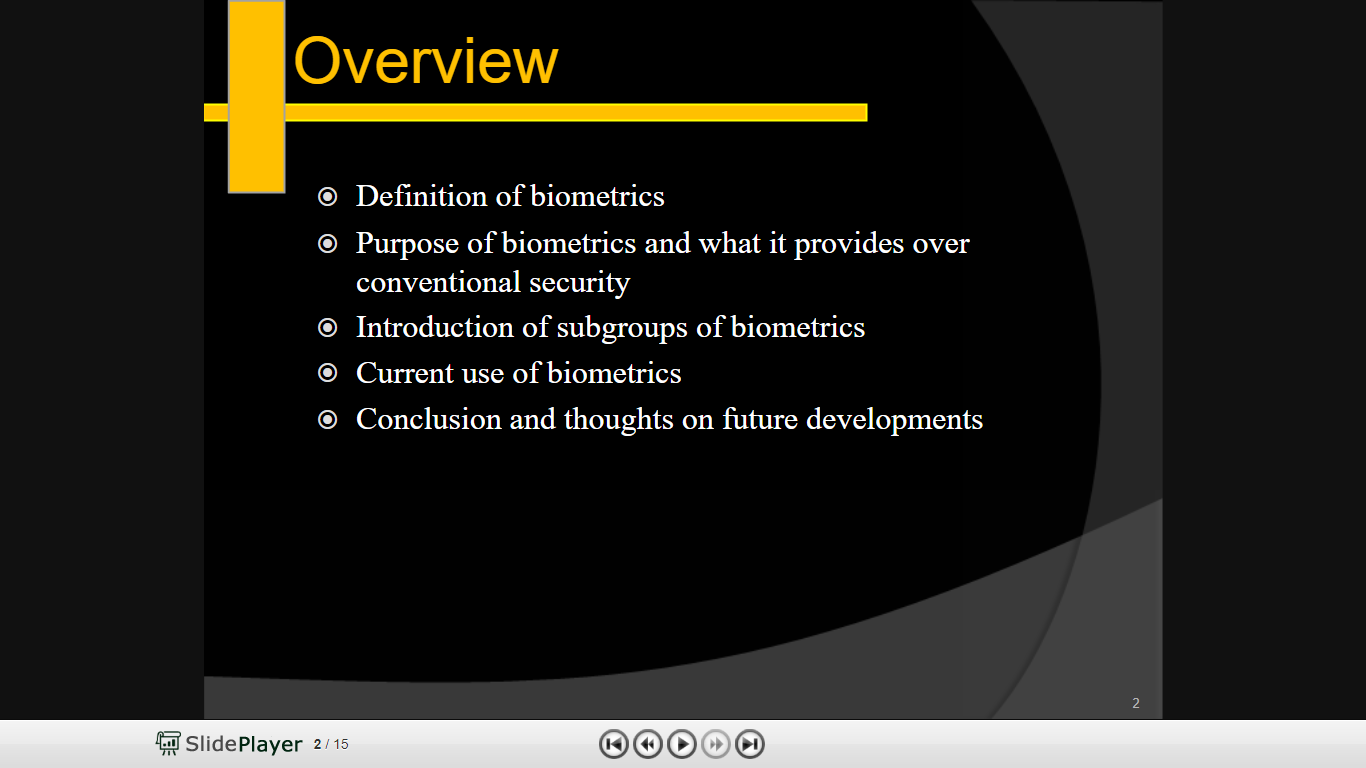 Overview
Definition of biometrics
Purpose of biometrics and what it provides over
conventional security
Introduction of subgroups of biometrics
Current use of biometrics
Conclusion and thoughts on future developments
2
SlidePlayer 2 / 15